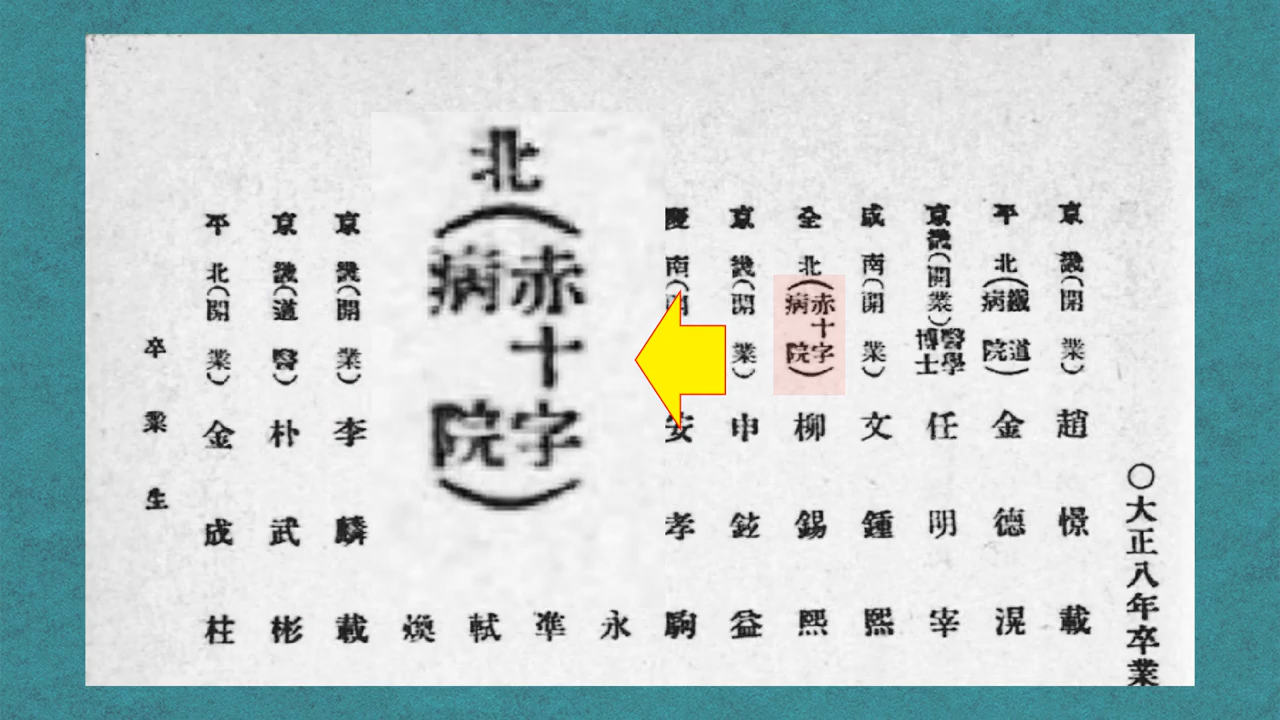 ○大正八年卒業
京畿(開業)趙憬載
平北(鐵道病院)金德滉
京畿(開業)醫學博士任明宰
咸南(開業)文鍾熙
全北(赤十字病院)柳錫熙
京畿(開業)申鉉益
慶南(開安孝駒
永
準
軾
煥
北(赤十字病院)
京畿(開業)李麟載
京畿(道醫)朴武彬
平北(開業)金成柱
卒業生